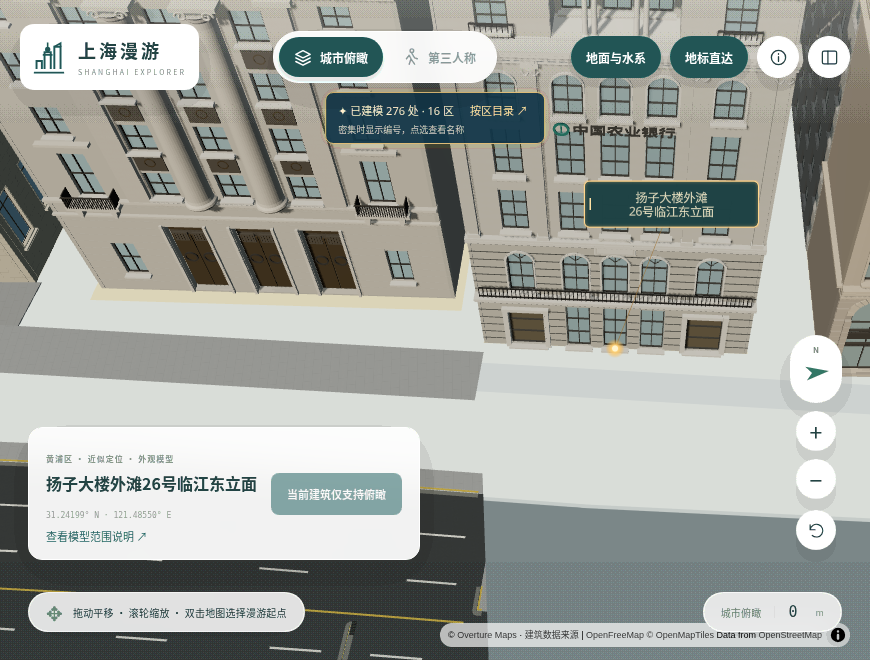 上海漫游
SHANGHAI EXPLORER
城市俯瞰
第三人称
地面与水系
地标直达
✦ 已建模 276 处 · 16 区 按区目录 ↗
密集时显示编号，点选查看名称
中国农业银行
扬子大楼外滩
26号临江东立面
N
黄浦区 · 近似定位 · 外观模型
扬子大楼外滩26号临江东立面
当前建筑仅支持俯瞰
31.24199° N · 121.48550° E
查看模型范围说明 ↗
拖动平移 · 滚轮缩放 · 双击地图选择漫游起点
城市俯瞰 0 m
© Overture Maps · 建筑数据来源 | OpenFreeMap © OpenMapTiles Data from OpenStreetMap